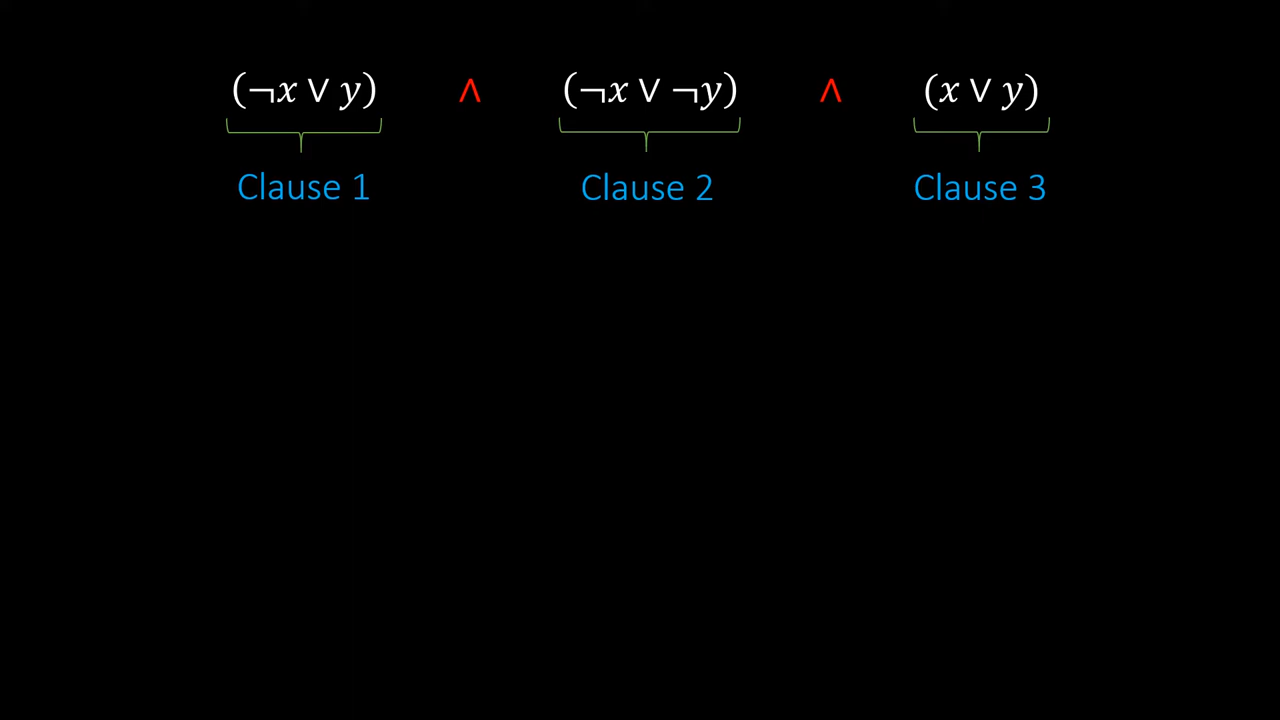 (¬x ∨ y) ∧ (¬x ∨ ¬y) ∧ (x ∨ y)
Clause 1 Clause 2 Clause 3